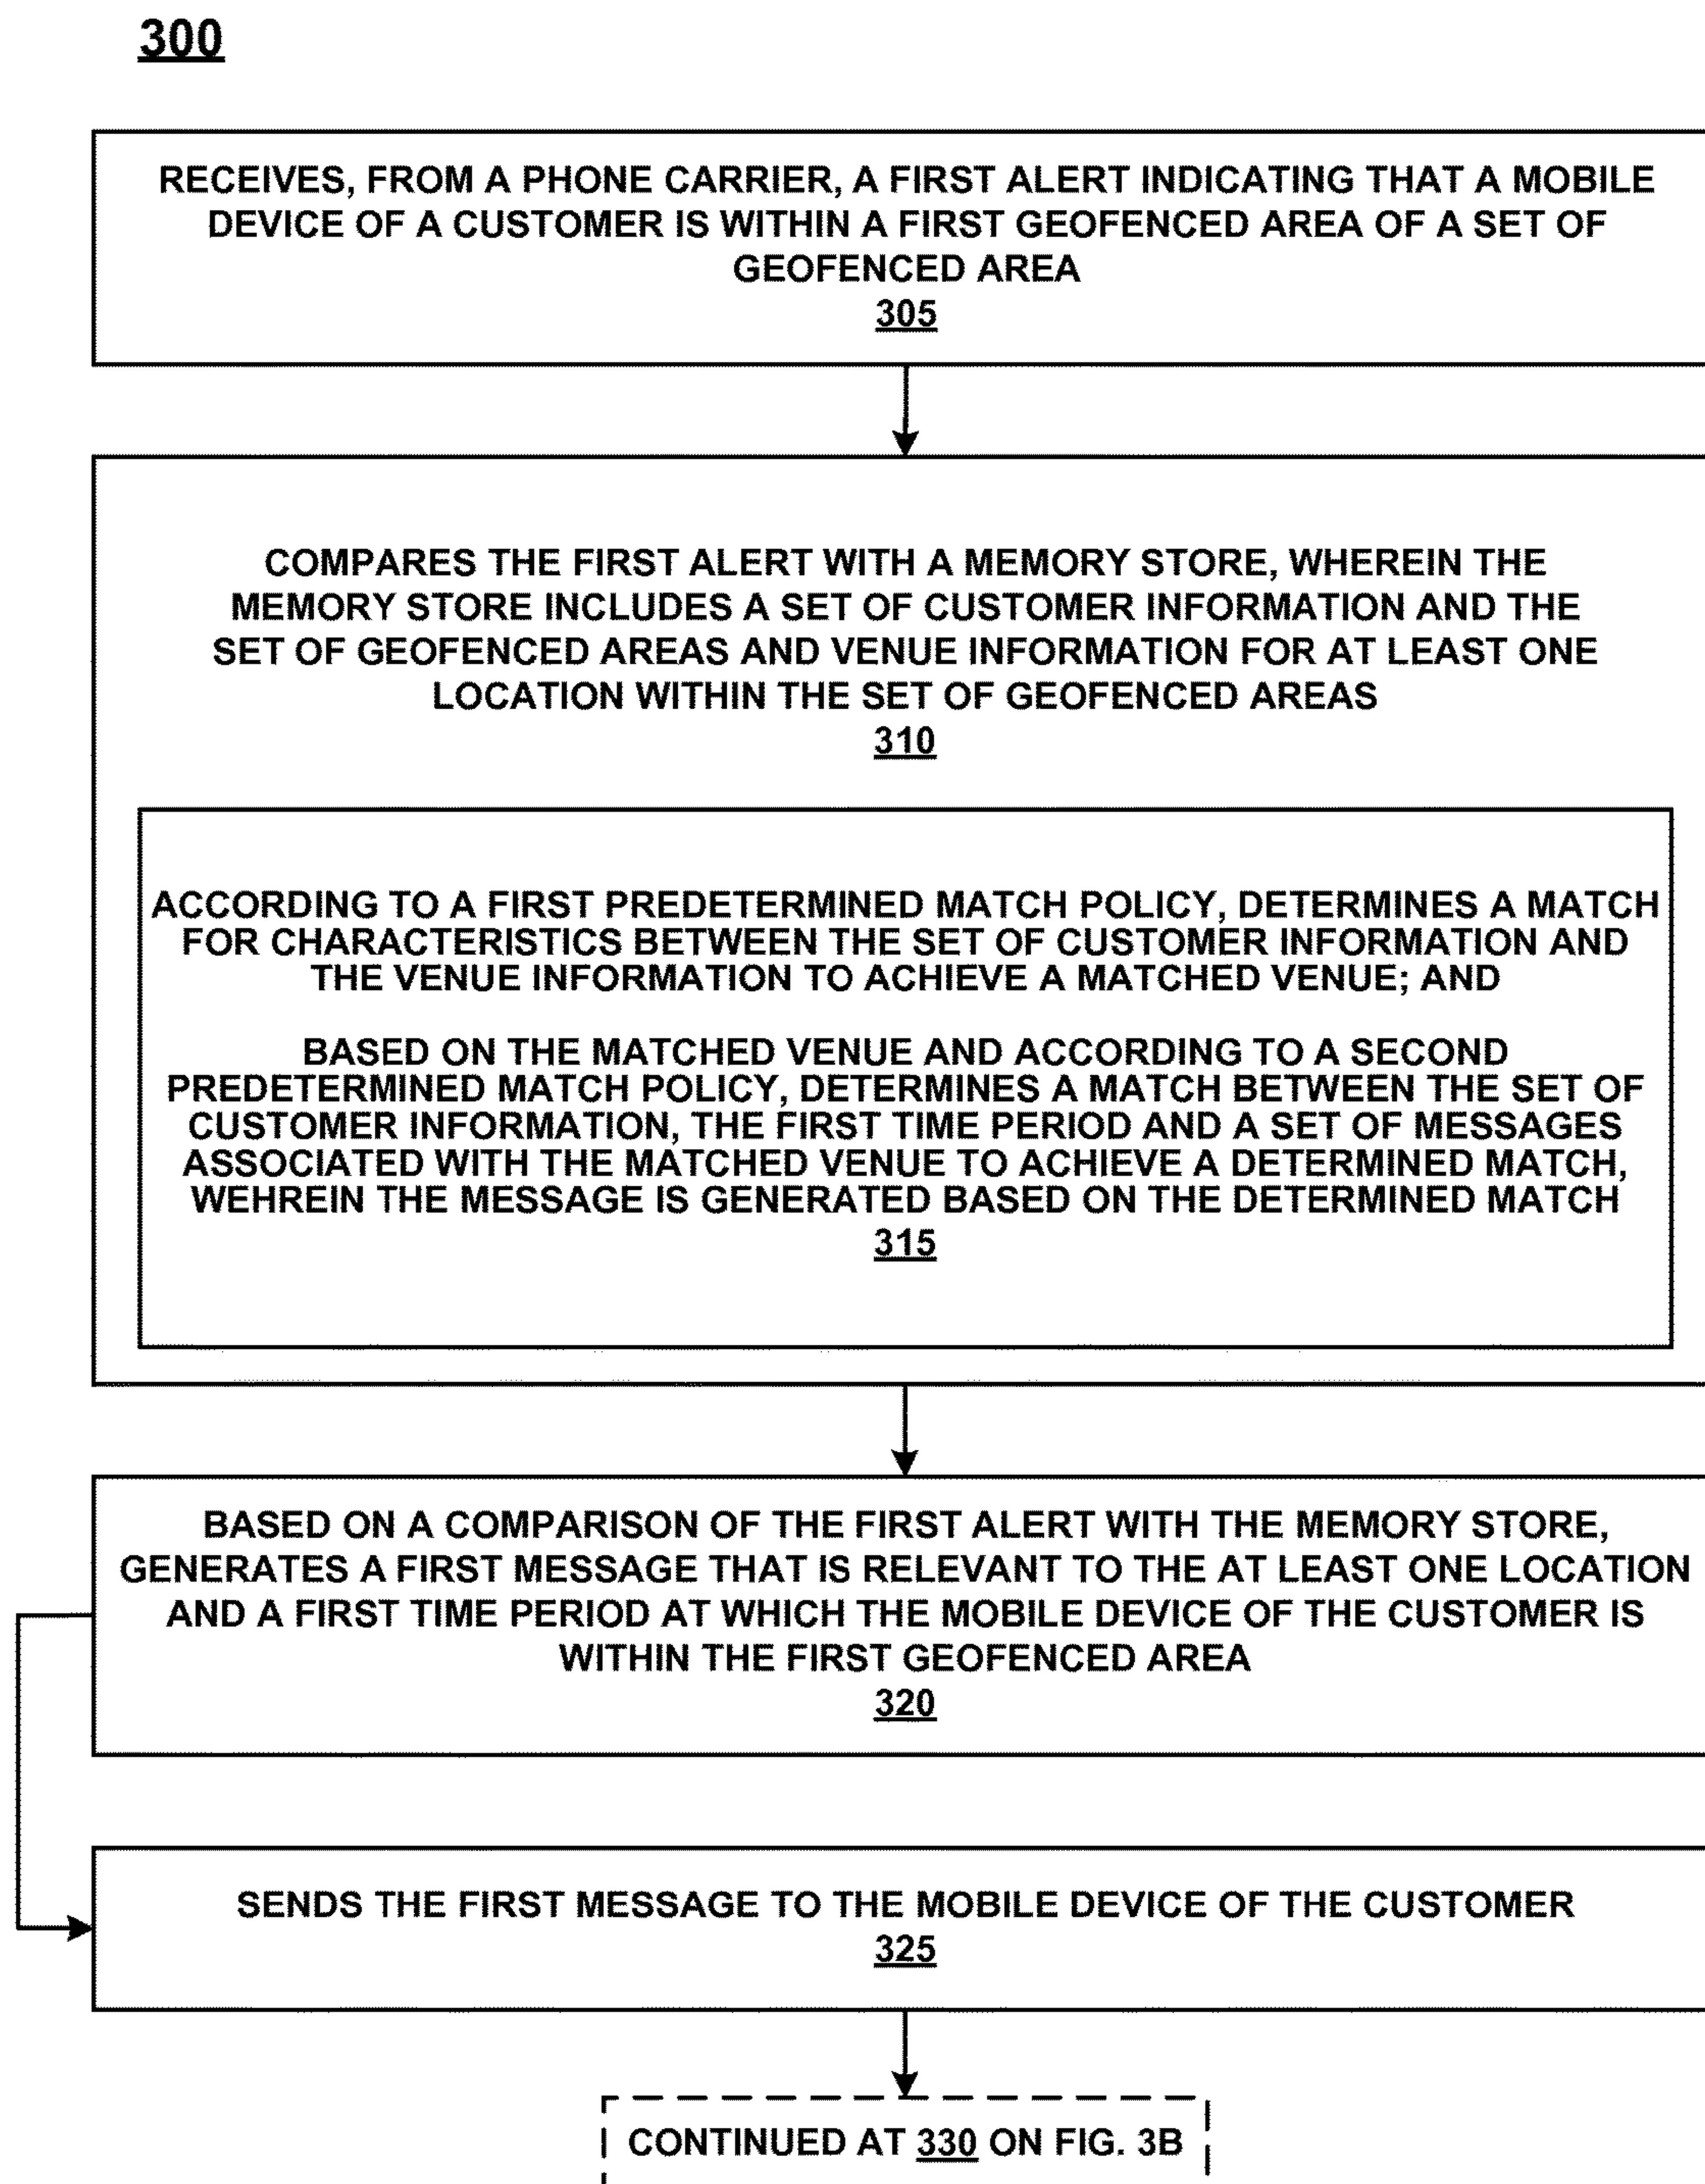 300
RECEIVES, FROM A PHONE CARRIER, A FIRST ALERT INDICATING THAT A MOBILE
DEVICE OF A CUSTOMER IS WITHIN A FIRST GEOFENCED AREA OF A SET OF
GEOFENCED AREA
305
COMPARES THE FIRST ALERT WITH A MEMORY STORE, WHEREIN THE
MEMORY STORE INCLUDES A SET OF CUSTOMER INFORMATION AND THE
SET OF GEOFENCED AREAS AND VENUE INFORMATION FOR AT LEAST ONE
LOCATION WITHIN THE SET OF GEOFENCED AREAS
310
ACCORDING TO A FIRST PREDETERMINED MATCH POLICY, DETERMINES A MATCH
FOR CHARACTERISTICS BETWEEN THE SET OF CUSTOMER INFORMATION AND
THE VENUE INFORMATION TO ACHIEVE A MATCHED VENUE; AND
BASED ON THE MATCHED VENUE AND ACCORDING TO A SECOND
PREDETERMINED MATCH POLICY, DETERMINES A MATCH BETWEEN THE SET OF
CUSTOMER INFORMATION, THE FIRST TIME PERIOD AND A SET OF MESSAGES
ASSOCIATED WITH THE MATCHED VENUE TO ACHIEVE A DETERMINED MATCH,
WEHREIN THE MESSAGE IS GENERATED BASED ON THE DETERMINED MATCH
315
BASED ON A COMPARISON OF THE FIRST ALERT WITH THE MEMORY STORE,
GENERATES A FIRST MESSAGE THAT IS RELEVANT TO THE AT LEAST ONE LOCATION
AND A FIRST TIME PERIOD AT WHICH THE MOBILE DEVICE OF THE CUSTOMER IS
WITHIN THE FIRST GEOFENCED AREA
320
SENDS THE FIRST MESSAGE TO THE MOBILE DEVICE OF THE CUSTOMER
325
CONTINUED AT 330 ON FIG. 3B